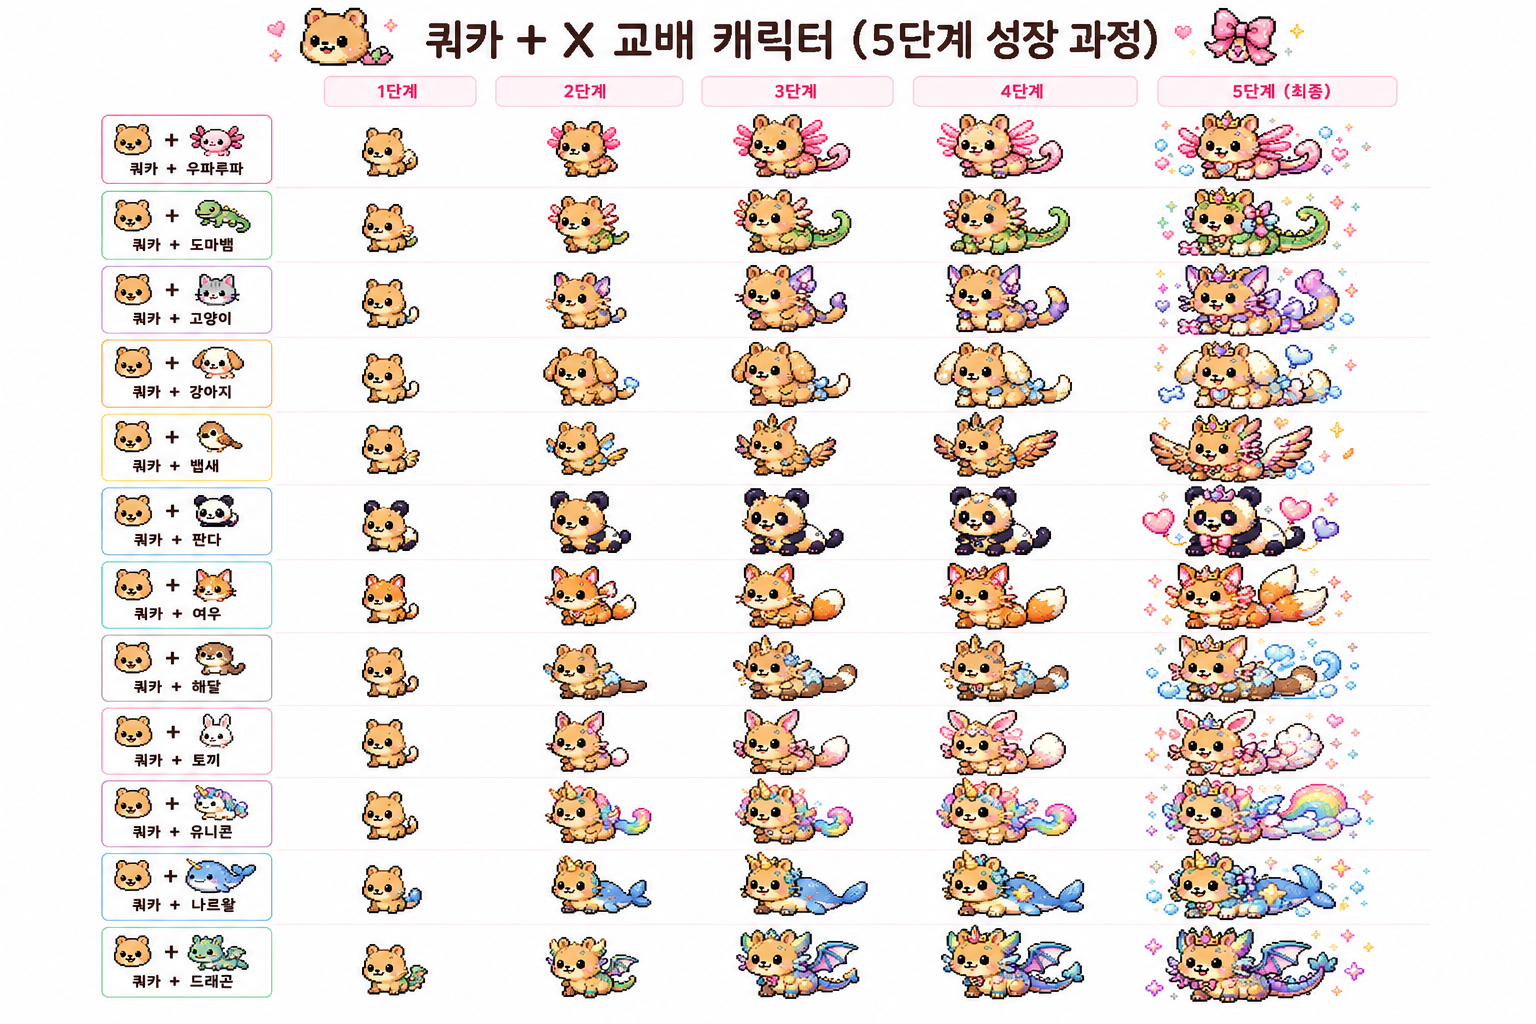 쿼카 + X 교배 캐릭터 (5단계 성장 과정)
1단계 2단계 3단계 4단계 5단계 (최종)
쿼카 + 우파루파
쿼카 + 도마뱀
쿼카 + 고양이
쿼카 + 강아지
쿼카 + 뱁새
쿼카 + 판다
쿼카 + 여우
쿼카 + 해달
쿼카 + 토끼
쿼카 + 유니콘
쿼카 + 나르왈
쿼카 + 드래곤